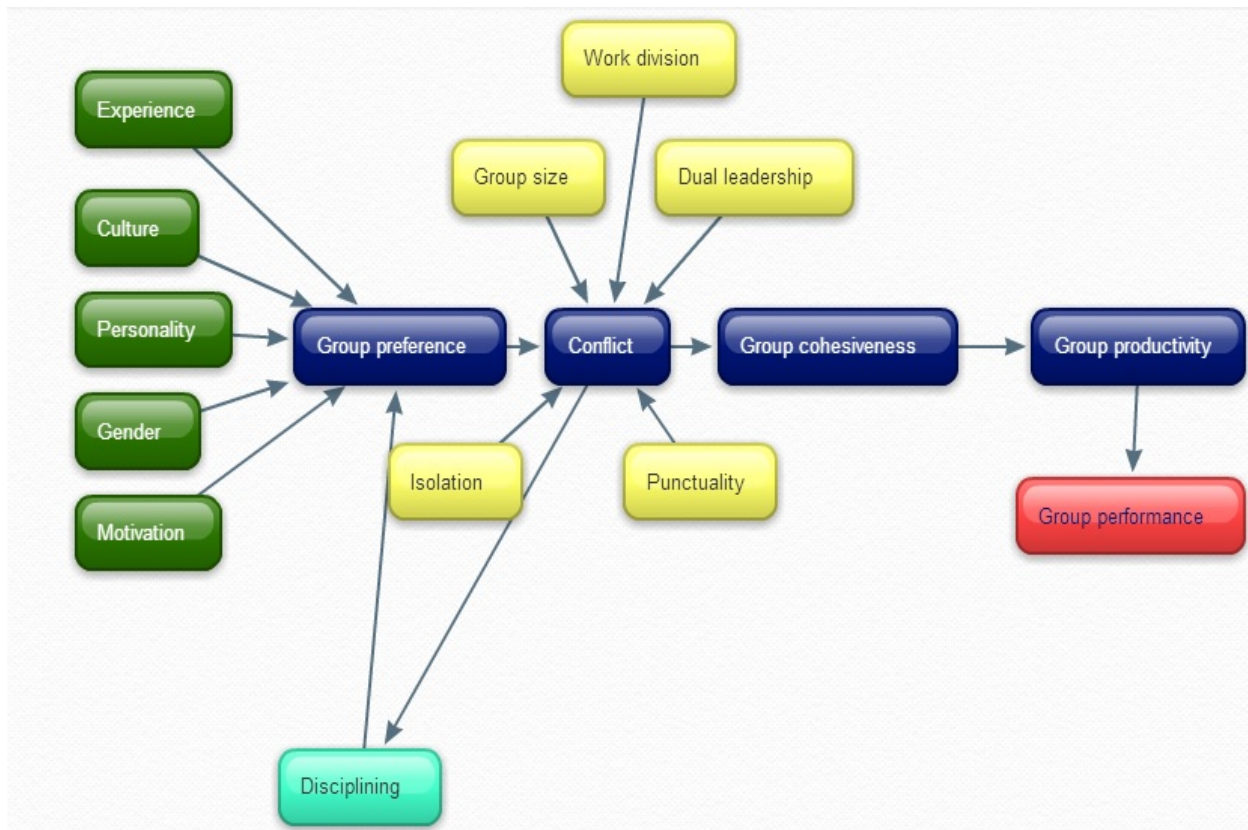 Work division
Experience
Group size
Dual leadership
Culture
Personality
Group preference
Conflict
Group cohesiveness
Group productivity
Gender
Isolation
Punctuality
Motivation
Group performance
Disciplining